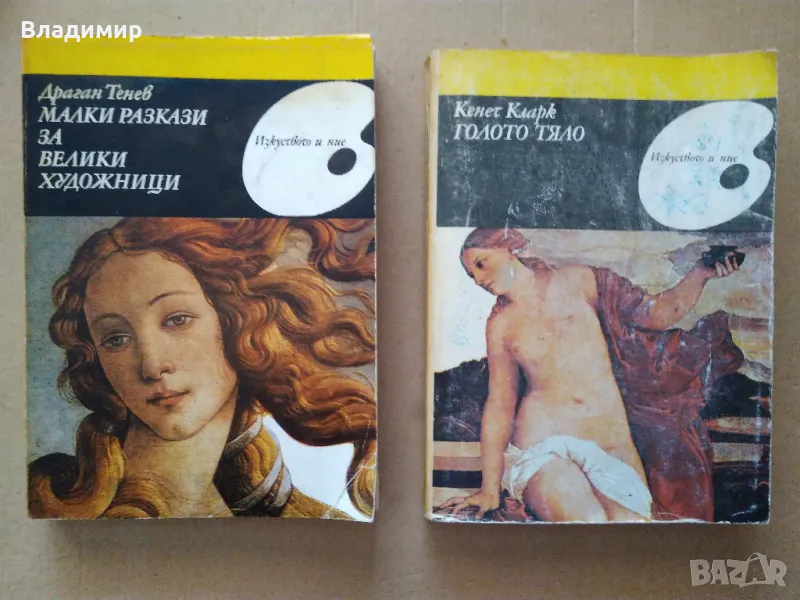 Владимир
Драган Тенев
МАЛКИ РАЗКАЗИ
ЗА
ВЕЛИКИ
ХУДОЖНИЦИ
Изкуството и ние
Кенет Кларк
ГОЛОТО ТЯЛО
Изкуството и ние
BAZAR